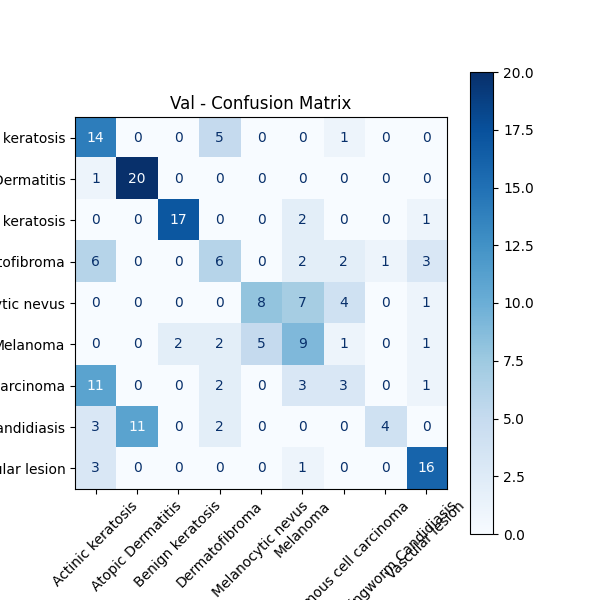 Val - Confusion Matrix
20.0
17.5
15.0
12.5
10.0
7.5
5.0
2.5
0.0
keratosis 14 0 0 5 0 0 1 0 0
Dermatitis 1 20 0 0 0 0 0 0 0
keratosis 0 0 17 0 0 2 0 0 1
tofibroma 6 0 0 6 0 2 2 1 3
ytic nevus 0 0 0 0 8 7 4 0 1
Melanoma 0 0 2 2 5 9 1 0 1
arcinoma 11 0 0 2 0 3 3 0 1
andidiasis 3 11 0 2 0 0 0 4 0
ular lesion 3 0 0 0 0 1 0 0 16
Actinic keratosis
Atopic Dermatitis
Benign keratosis
Dermatofibroma
Melanocytic nevus
Melanoma
mous cell carcinoma
ingworm Candidiasis
Vascular lesion